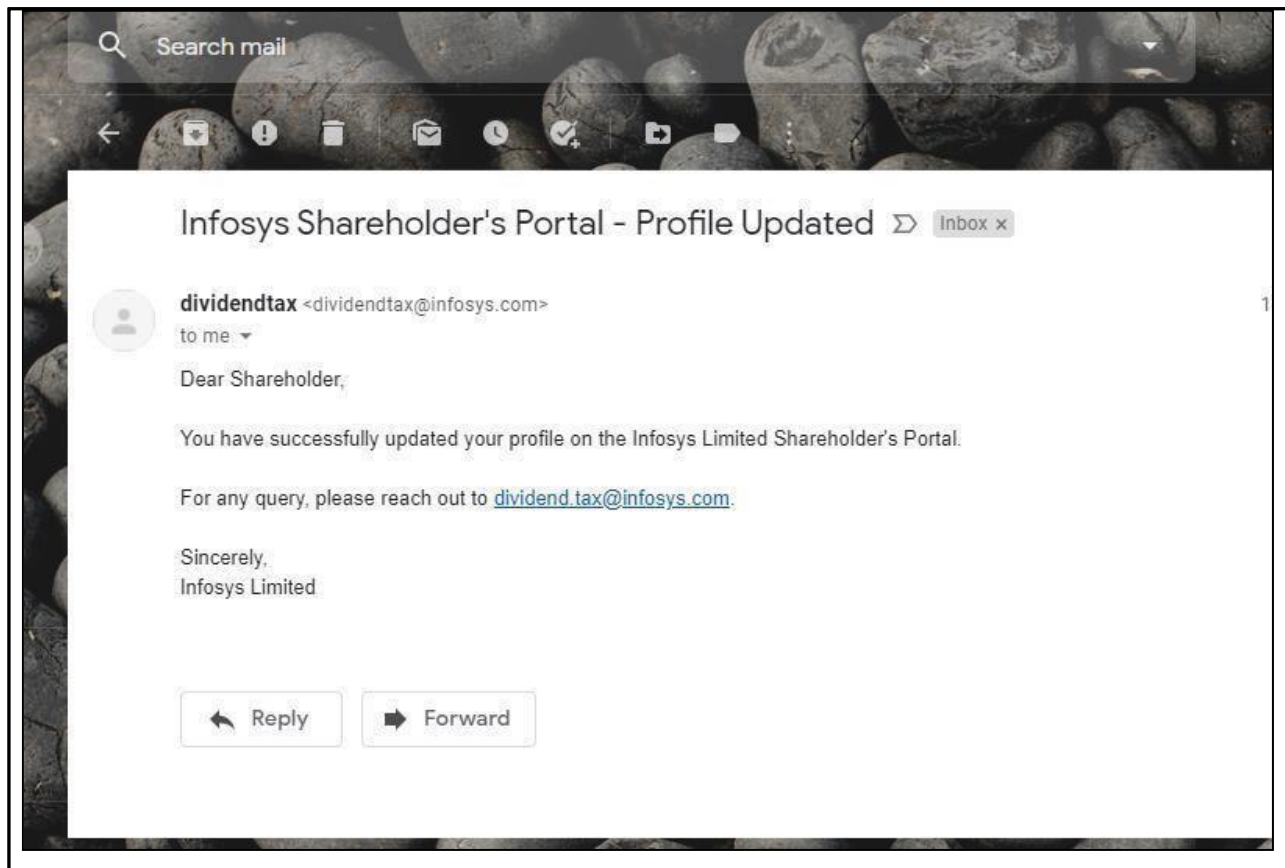 Search mail
Infosys Shareholder's Portal - Profile Updated Inbox x
dividendtax <dividendtax@infosys.com> 1
to me
Dear Shareholder,
You have successfully updated your profile on the Infosys Limited Shareholder's Portal.
For any query, please reach out to dividend.tax@infosys.com.
Sincerely,
Infosys Limited
Reply Forward